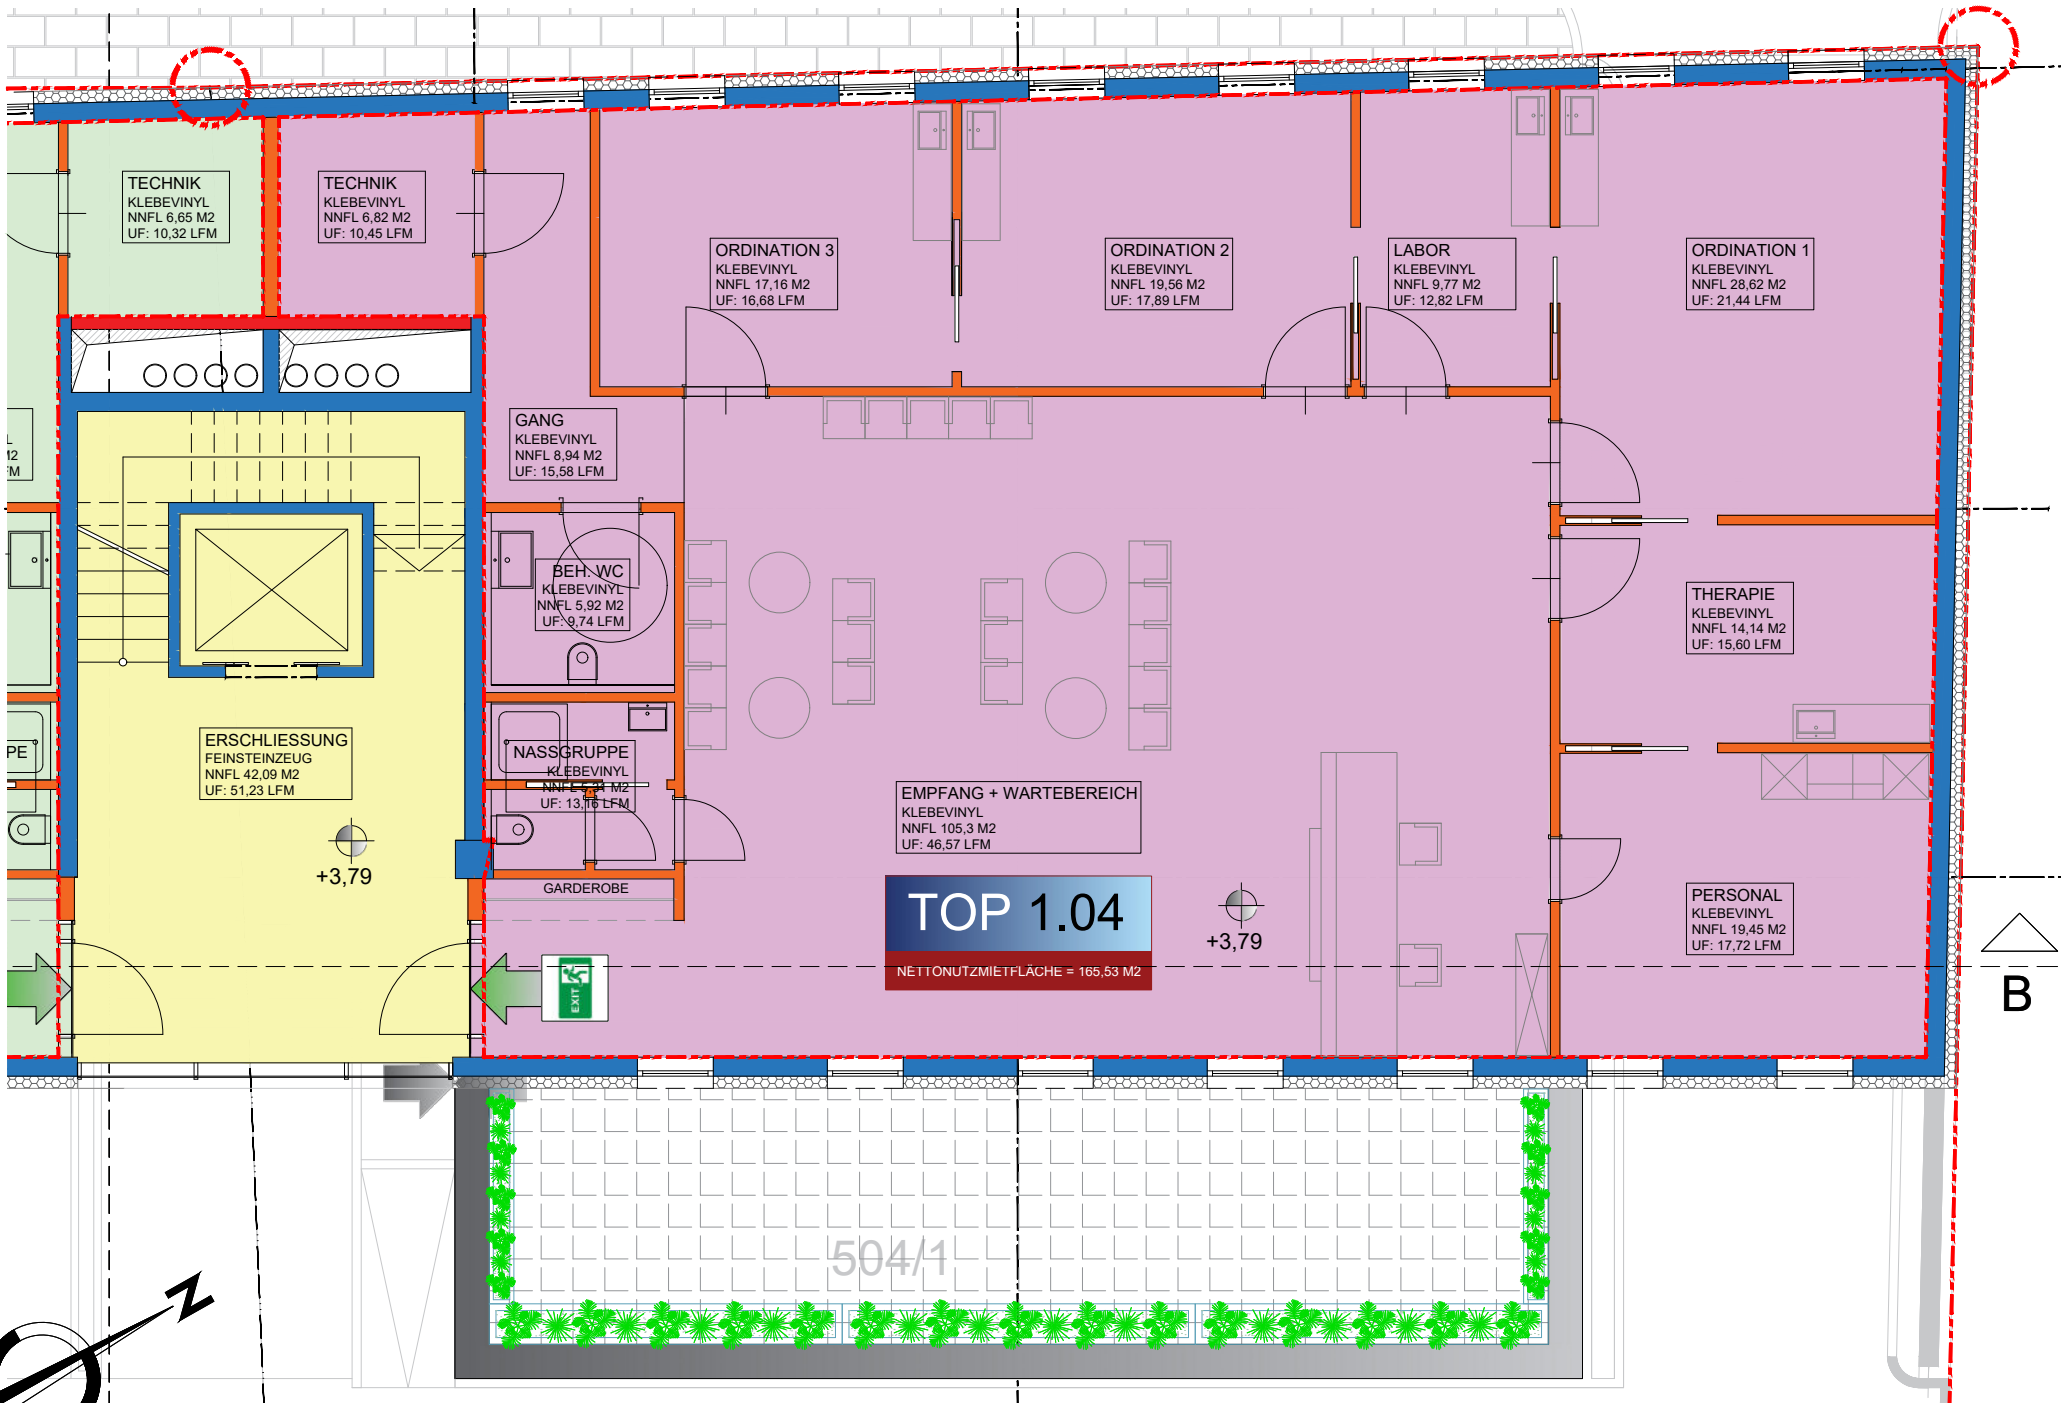 TECHNIK
KLEBEVINYL
NNFL 6,65 M2
UF: 10,32 LFM
TECHNIK
KLEBEVINYL
NNFL 6,82 M2
UF: 10,45 LFM
ORDINATION 3
KLEBEVINYL
NNFL 17,16 M2
UF: 16,68 LFM
ORDINATION 2
KLEBEVINYL
NNFL 19,56 M2
UF: 17,89 LFM
LABOR
KLEBEVINYL
NNFL 9,77 M2
UF: 12,82 LFM
ORDINATION 1
KLEBEVINYL
NNFL 28,62 M2
UF: 21,44 LFM
L
M2
FM
GANG
KLEBEVINYL
NNFL 8,94 M2
UF: 15,58 LFM
BEH. WC
KLEBEVINYL
NNFL 5,92 M2
UF: 9,74 LFM
THERAPIE
KLEBEVINYL
NNFL 14,14 M2
UF: 15,60 LFM
PE
ERSCHLIESSUNG
FEINSTEINZEUG
NNFL 42,09 M2
UF: 51,23 LFM
NASSGRUPPE
KLEBEVINYL
NNFL M2
UF: 13,16 LFM
EMPFANG + WARTEBEREICH
KLEBEVINYL
NNFL 105,3 M2
UF: 46,57 LFM
+3,79
GARDEROBE
TOP 1.04
NETTONUTZMIETFLÄCHE = 165,53 M2
+3,79
PERSONAL
KLEBEVINYL
NNFL 19,45 M2
UF: 17,72 LFM
EXIT
B
504/1
N